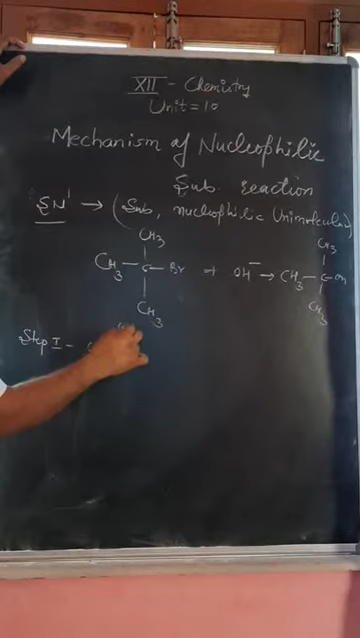 XII - Chemistry
Unit = 10
Mechanism of Nucleophilic
Sub. reaction
SN¹ → (Sub, nucleophilic Unimolecular)
CH3 CH3
CH3 — C — Br + OH⁻ → CH3 — C — OH
CH3 CH3
Step I -